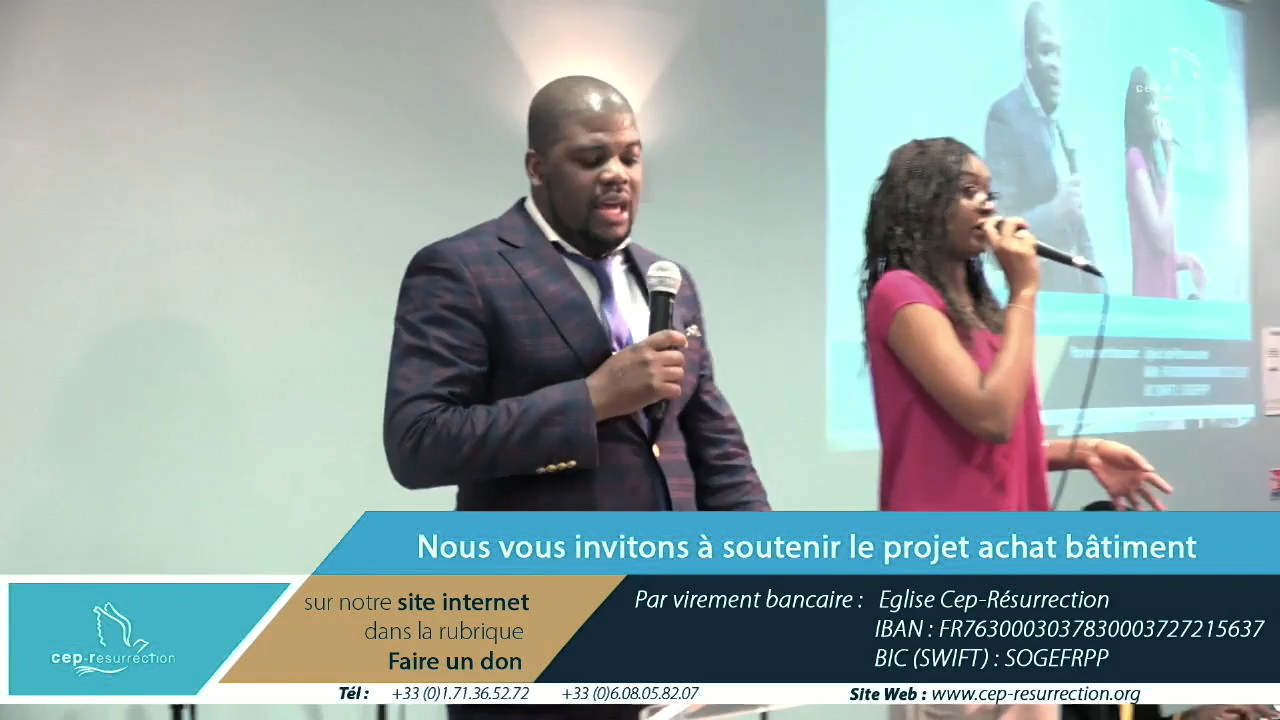 Nous vous invitons à soutenir le projet achat bâtiment
sur notre site internet
dans la rubrique
Faire un don
Par virement bancaire : Eglise Cep-Résurrection
IBAN : FR7630003037830003727215637
BIC (SWIFT) : SOGEFRPP
cep-résurrection
Tél : +33 (0)1.71.36.52.72 +33 (0)6.08.05.82.07
Site Web : www.cep-resurrection.org